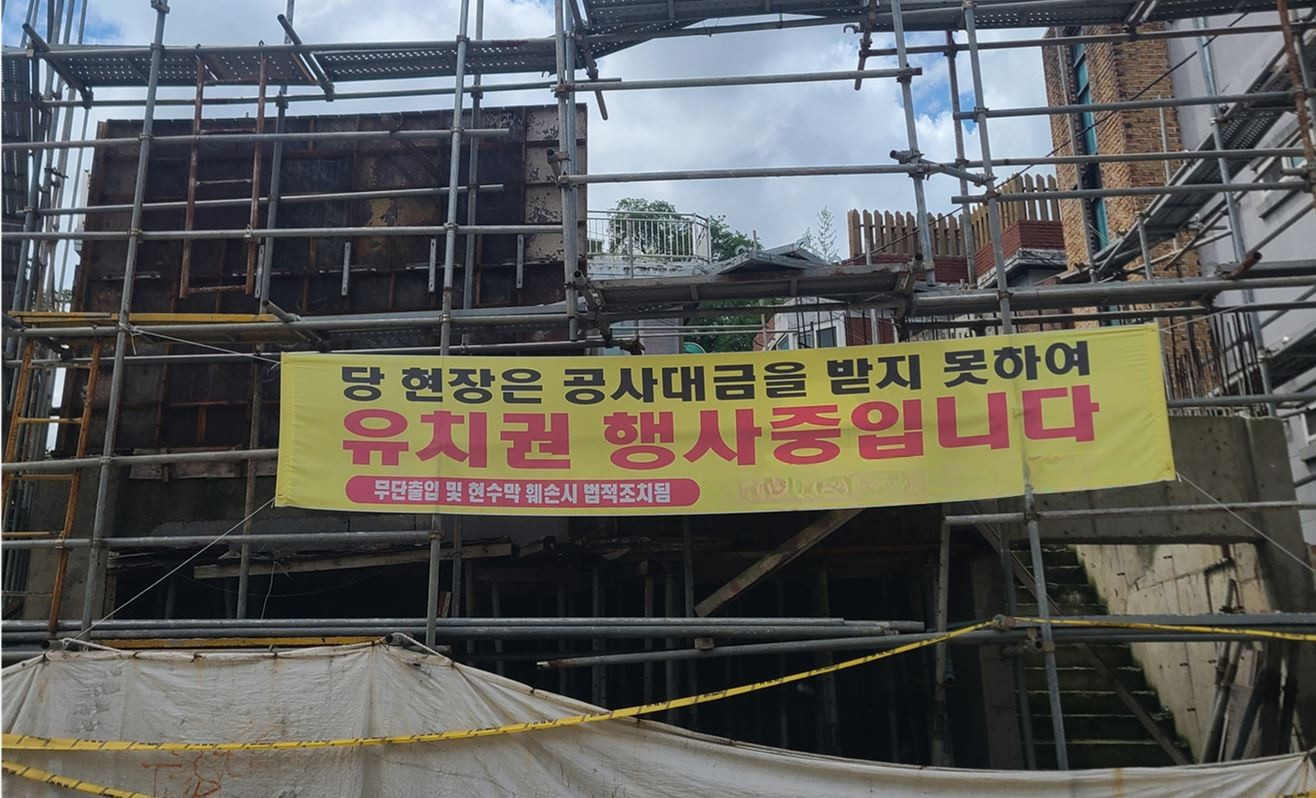 당 현장은 공사대금을 받지 못하여
유치권 행사중입니다
무단출입 및 현수막 훼손시 법적조치됨